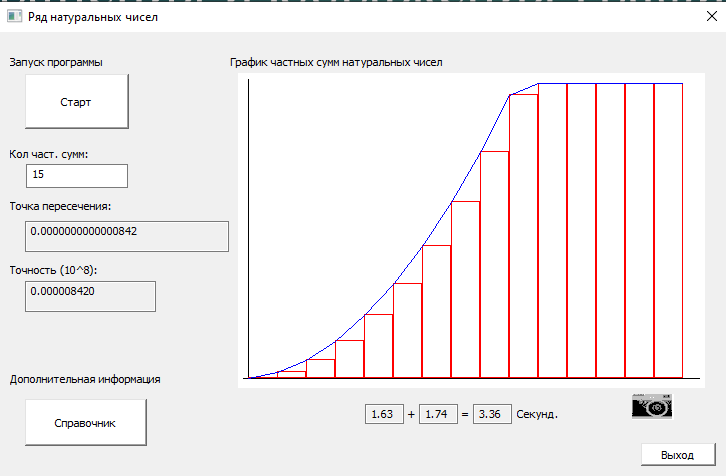 Ряд натуральных чисел
Запуск программы
Старт
Кол част. сумм:
15
Точка пересечения:
0.0000000000000842
Точность (10^8):
0.000008420
Дополнительная информация
Справочник
График частных сумм натуральных чисел
1.63 + 1.74 = 3.36 Секунд.
Выход